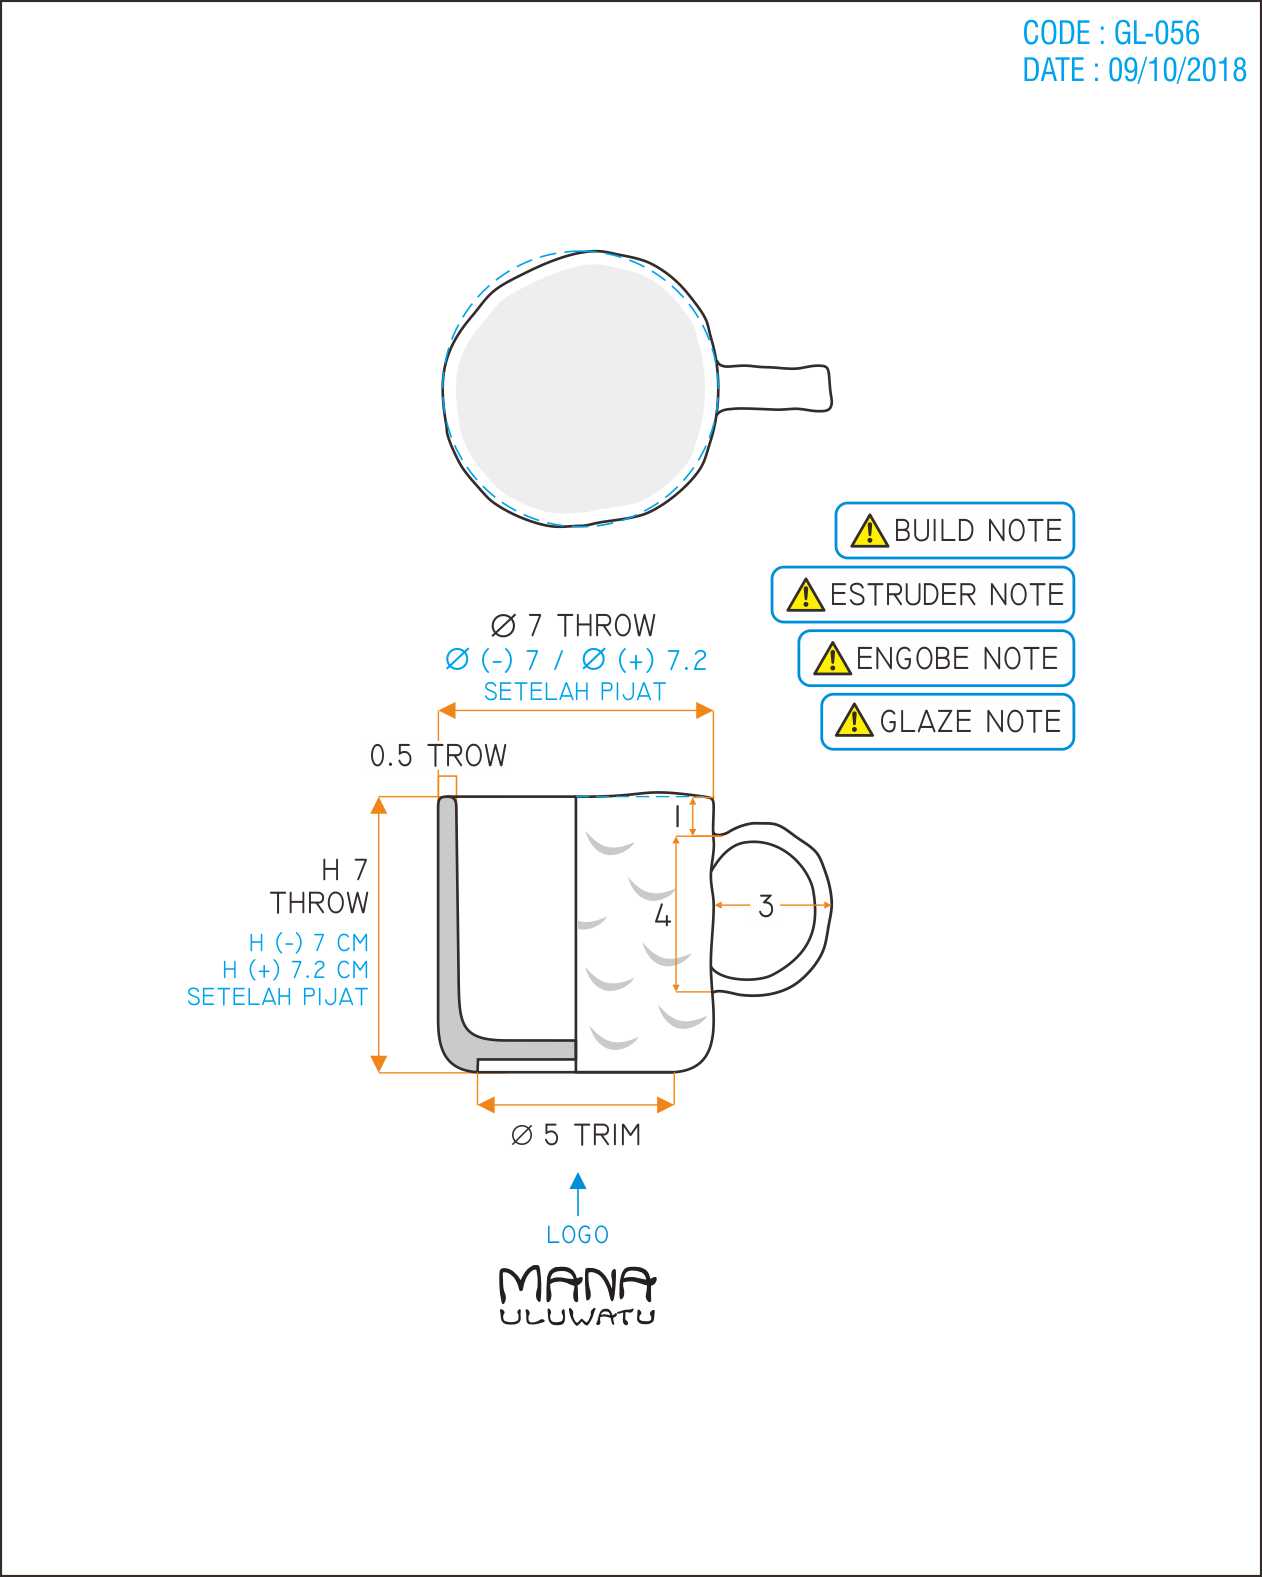 CODE : GL-056
DATE : 09/10/2018
BUILD NOTE
ESTRUDER NOTE
ENGOBE NOTE
GLAZE NOTE
Ø 7 THROW
Ø (-) 7 / Ø (+) 7.2
SETELAH PIJAT
0.5 TROW
1
H 7
THROW
4
3
H (-) 7 CM
H (+) 7.2 CM
SETELAH PIJAT
Ø 5 TRIM
LOGO
MANA
ULUWATU